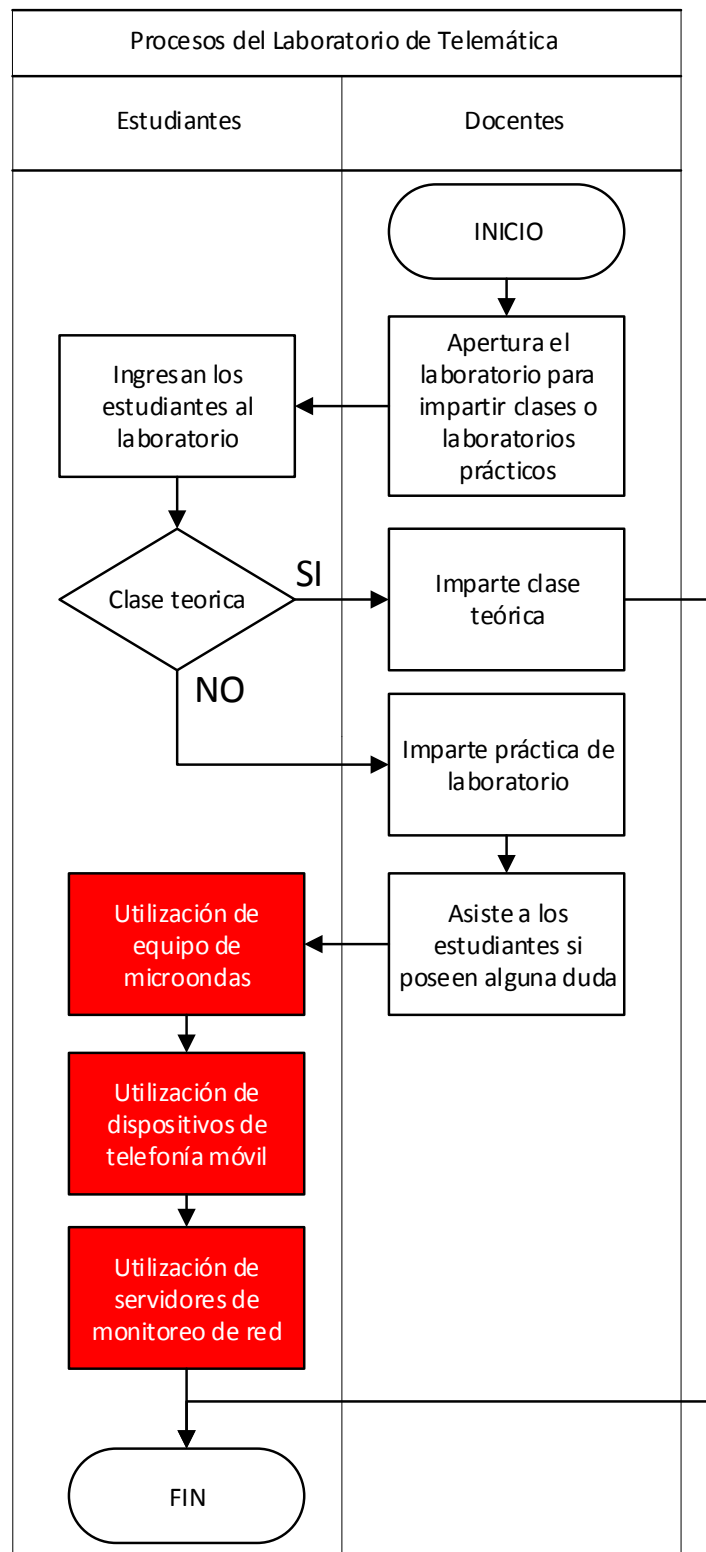 Procesos del Laboratorio de Telemática
Estudiantes
Docentes
INICIO
Apertura el
laboratorio para
impartir clases o
laboratorios
prácticos
Ingresan los
estudiantes al
laboratorio
Clase teorica
SI
Imparte clase
teórica
NO
Imparte práctica de
laboratorio
Asiste a los
estudiantes si
poseen alguna duda
Utilización de
equipo de
microondas
Utilización de
dispositivos de
telefonía móvil
Utilización de
servidores de
monitoreo de red
FIN